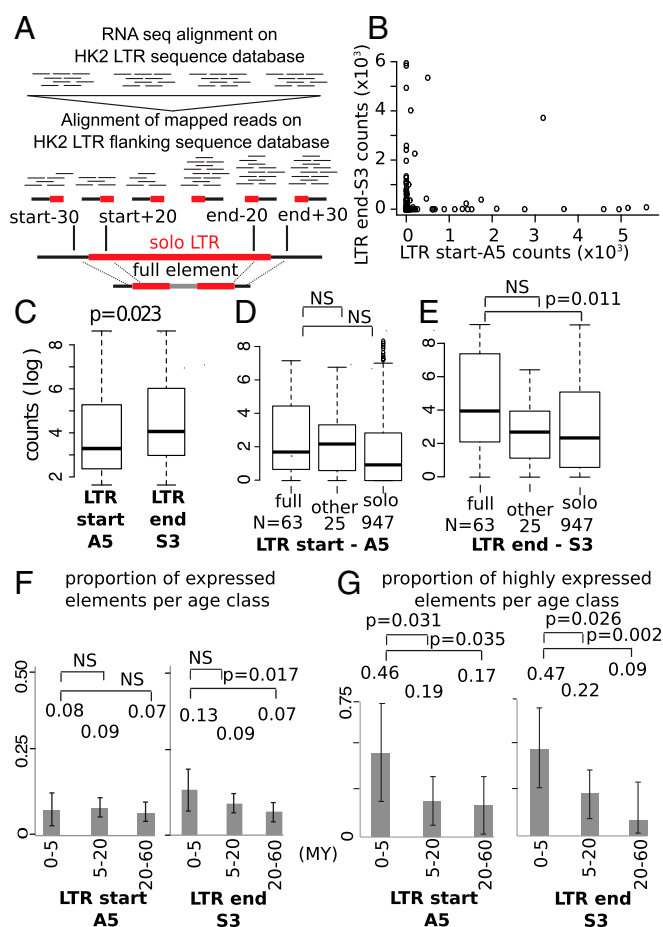 A
RNA seq alignment on
HK2 LTR sequence database
Alignment of mapped reads on
HK2 LTR flanking sequence database
start-30
start+20
end-20
end+30
solo LTR
full element
B
LTR end-S3 counts (x10³)
6
4
2
0
0
1
2
3
4
5
LTR start-A5 counts (x10³)
C
p=0.023
counts (log)
8
6
4
2
LTR
start
A5
LTR
end
S3
D
NS
NS
8
6
4
2
0
full
other
solo
N=63
25
947
LTR start - A5
E
NS
p=0.011
8
6
4
2
0
full
other
solo
N=63
25
947
LTR end - S3
F
proportion of expressed
elements per age class
NS
NS
0.08
0.09
0.07
0.50
0.25
0
0-5
5-20
20-60
LTR start
A5
NS
p=0.017
0.13
0.09
0.07
0-5
5-20
20-60
(MY)
LTR end
S3
G
proportion of highly expressed
elements per age class
p=0.031
p=0.035
0.46
0.19
0.17
0.75
0
0-5
5-20
20-60
LTR start
A5
p=0.026
p=0.002
0.47
0.22
0.09
0-5
5-20
20-60
LTR end
S3